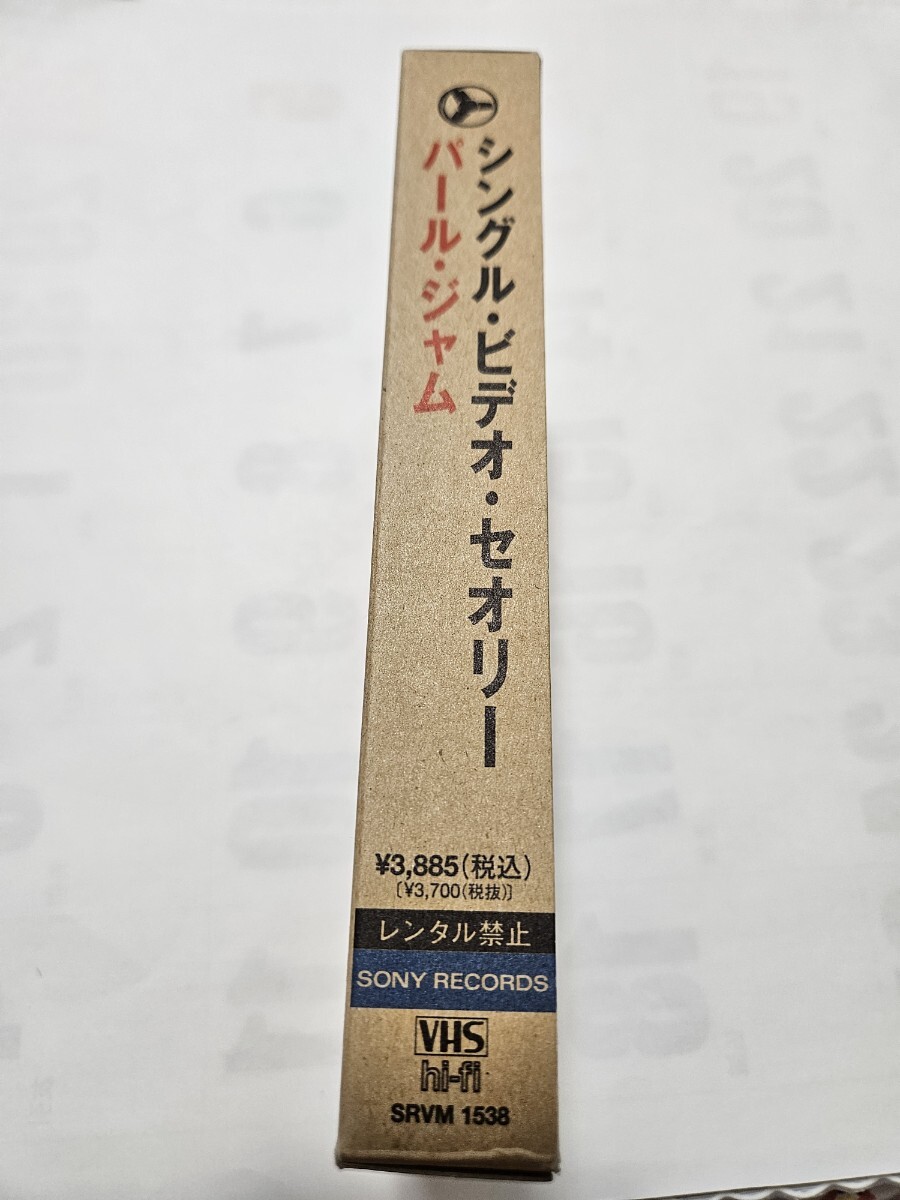 シングル・ビデオ・セオリー
パール・ジャム
¥3,885(税込)
〔¥3,700(税抜)〕
レンタル禁止
SONY RECORDS
VHS
hi-fi
SRVM 1538